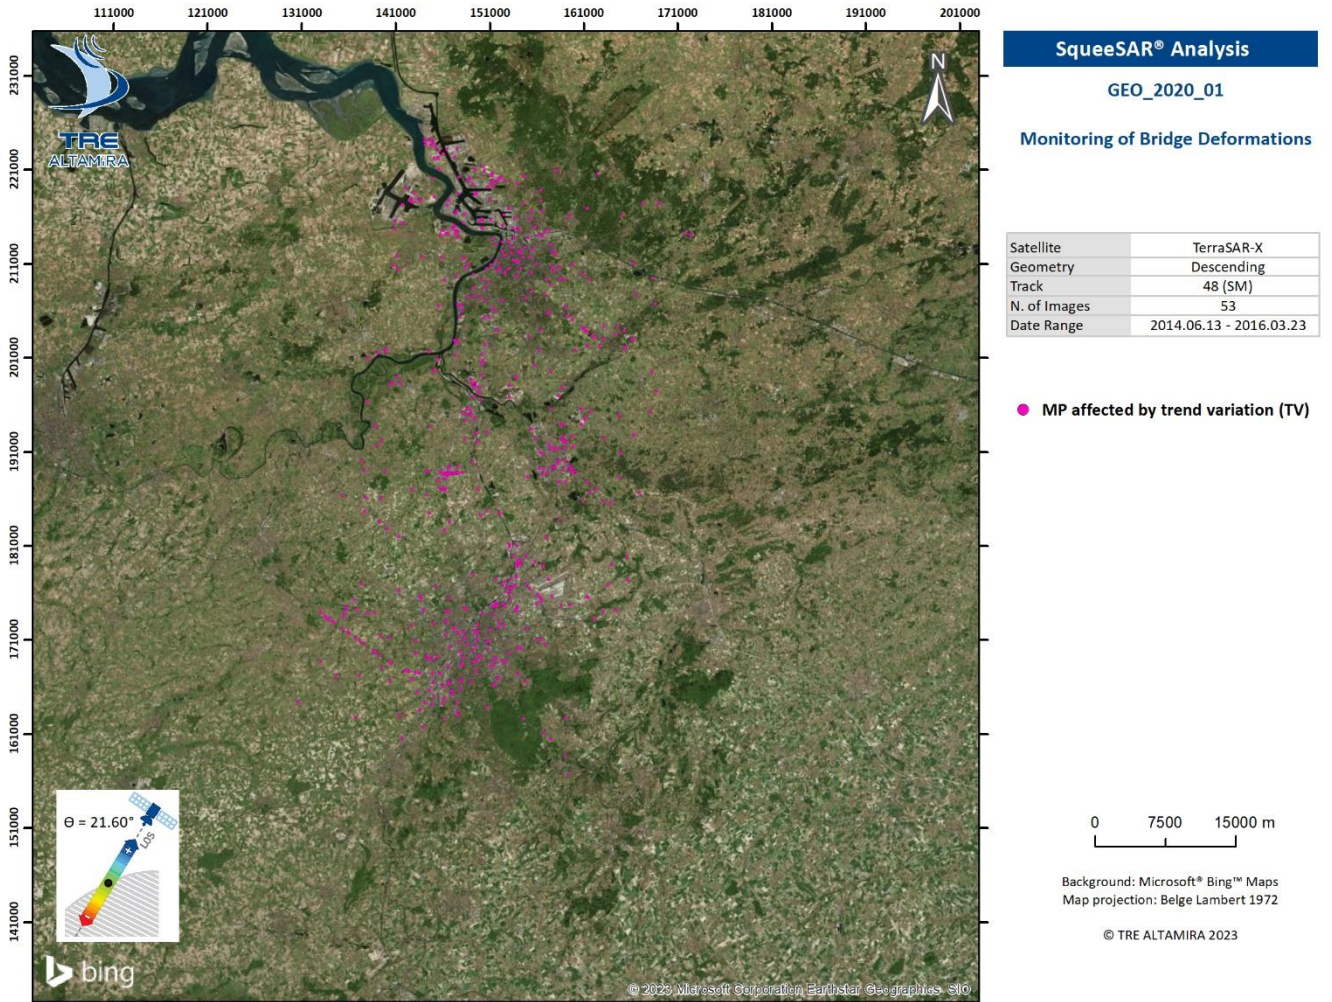 111000 121000 131000 141000 151000 161000 171000 181000 191000 201000
231000
221000
211000
201000
191000
181000
171000
161000
151000
141000
TRE
ALTAMIRA
N
Θ = 21.60°
LOS
+
-
bing
© 2023 Microsoft Corporation Earthstar Geographics SIO
SqueeSAR® Analysis
GEO_2020_01
Monitoring of Bridge Deformations
Satellite TerraSAR-X
Geometry Descending
Track 48 (SM)
N. of Images 53
Date Range 2014.06.13 - 2016.03.23
MP affected by trend variation (TV)
0 7500 15000 m
Background: Microsoft® Bing™ Maps
Map projection: Belge Lambert 1972
© TRE ALTAMIRA 2023